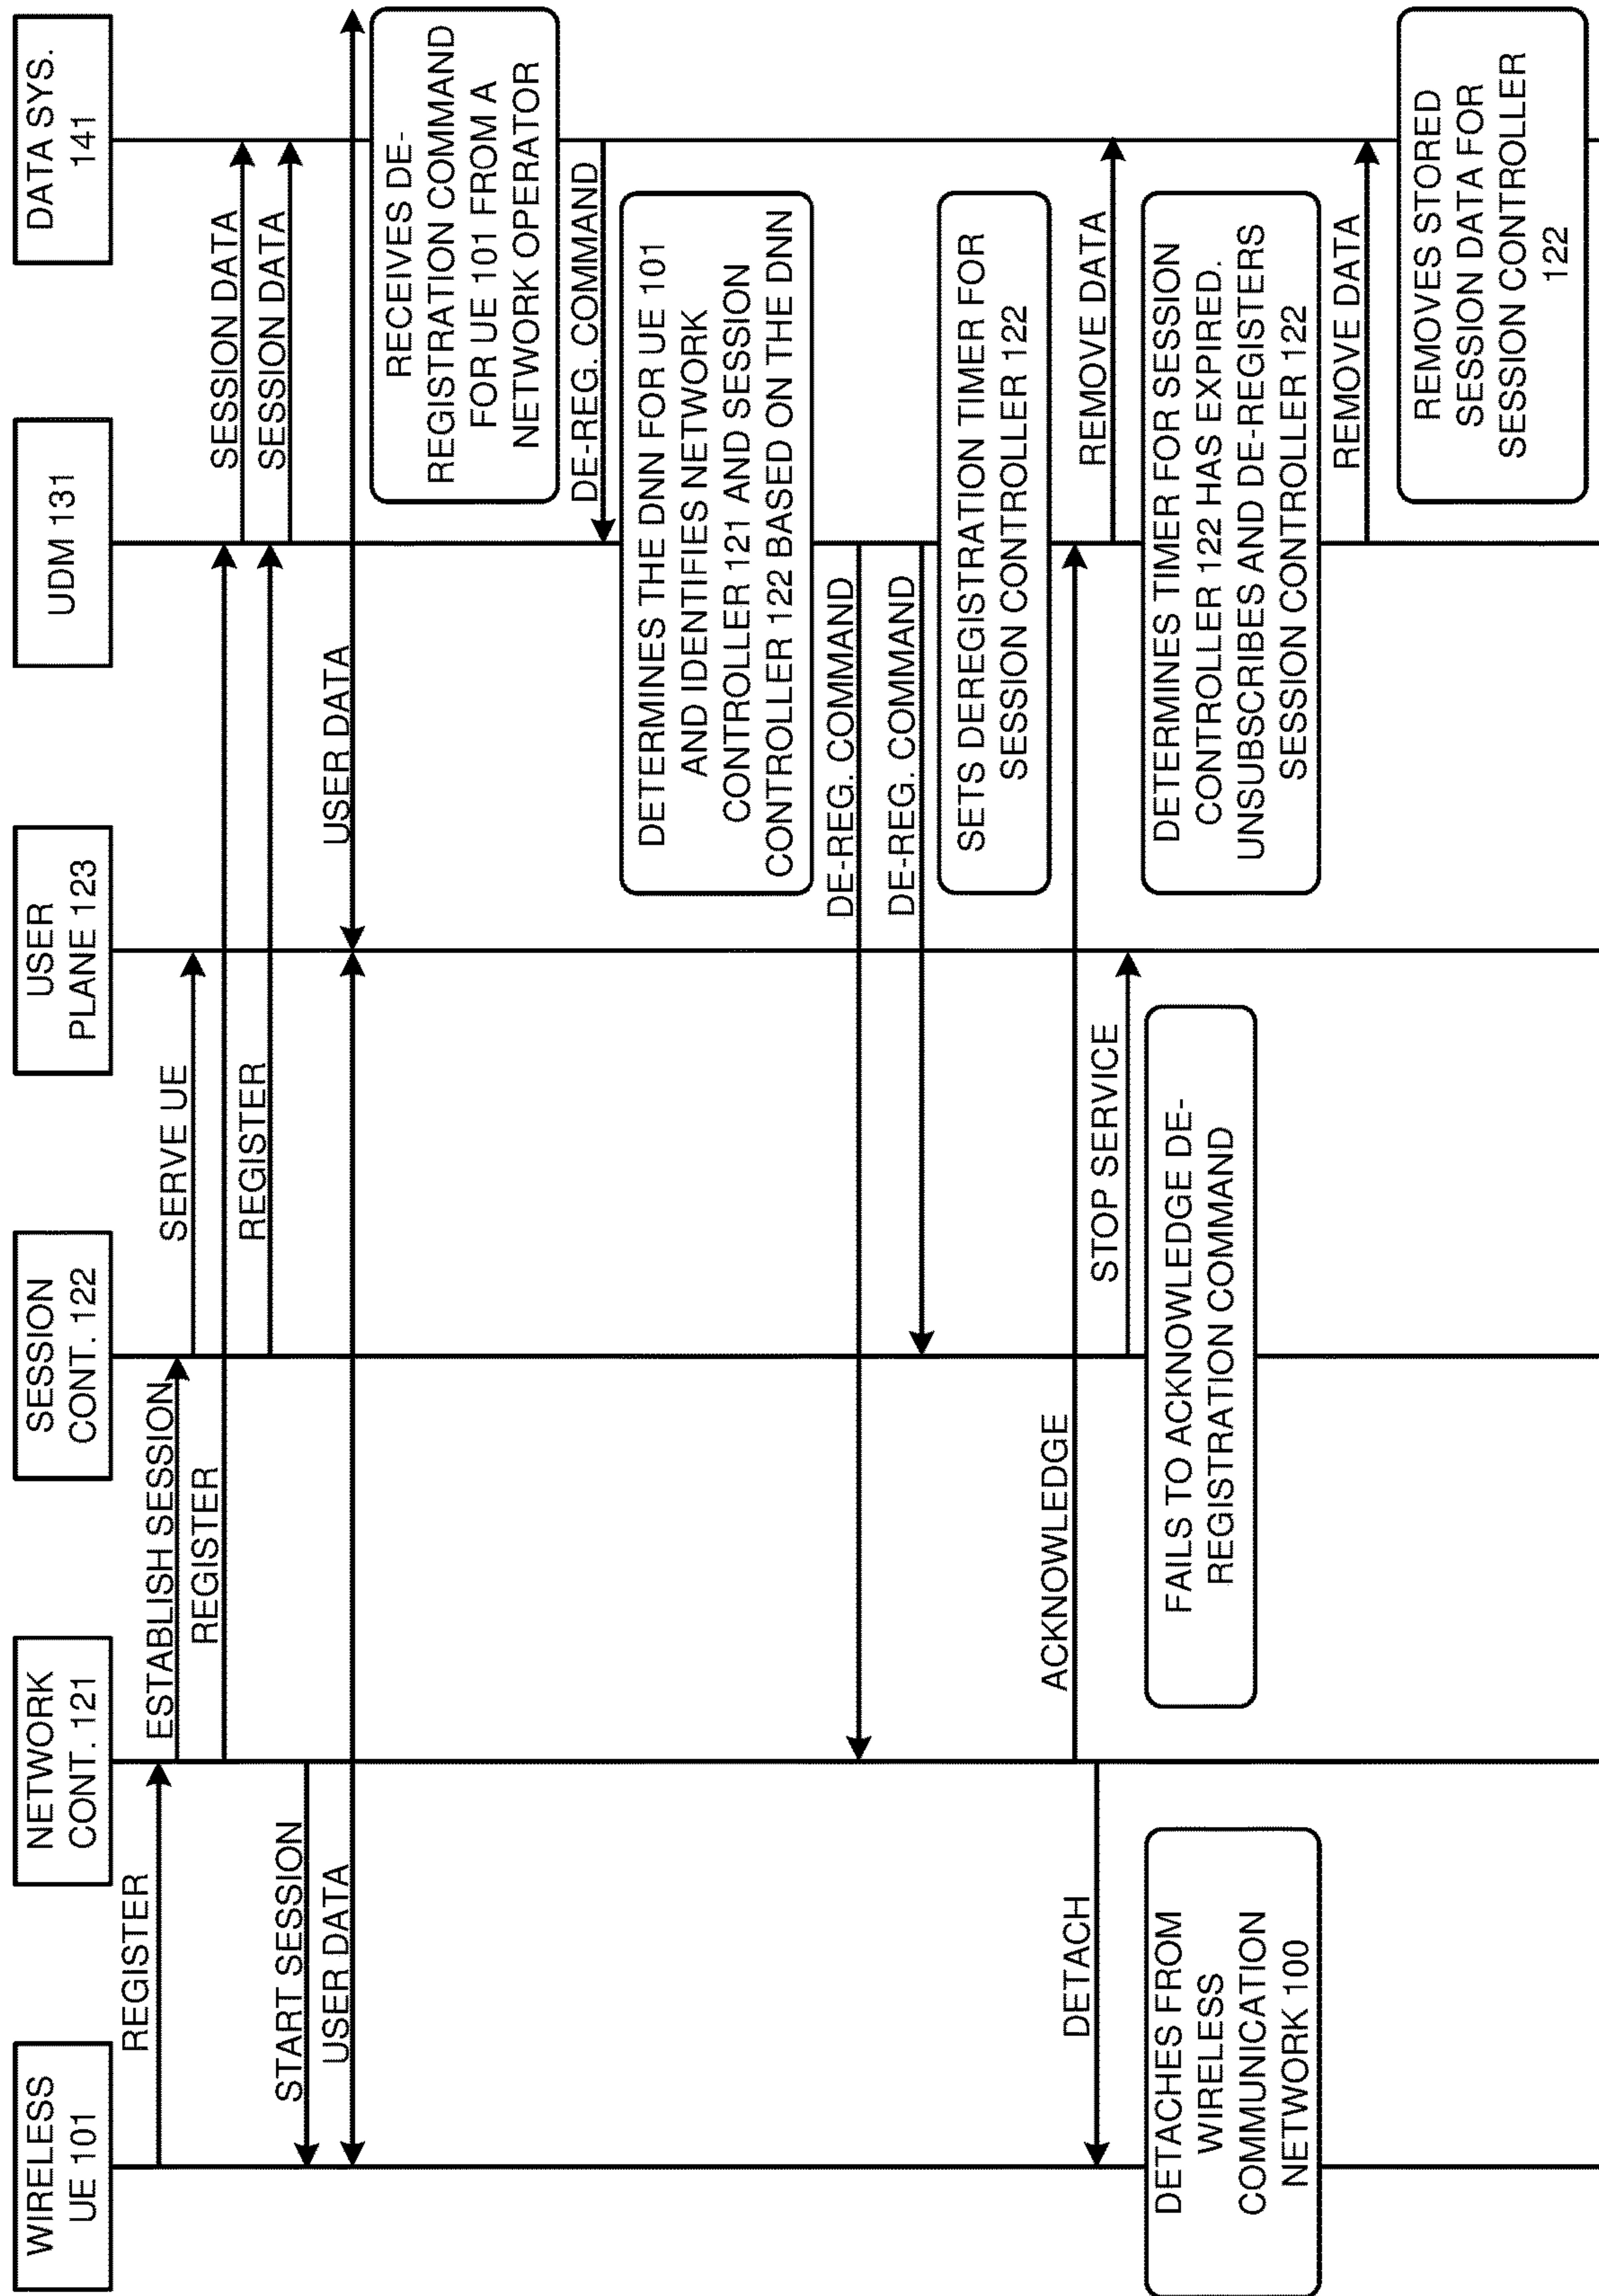 WIRELESS
UE 101
NETWORK
CONT. 121
SESSION
CONT. 122
USER
PLANE 123
UDM 131
DATA SYS.
141
REGISTER
ESTABLISH SESSION
SERVE UE
REGISTER
REGISTER
SESSION DATA
SESSION DATA
START SESSION
USER DATA
USER DATA
RECEIVES DE-
REGISTRATION COMMAND
FOR UE 101 FROM A
NETWORK OPERATOR
DE-REG. COMMAND
DETERMINES THE DNN FOR UE 101
AND IDENTIFIES NETWORK
CONTROLLER 121 AND SESSION
CONTROLLER 122 BASED ON THE DNN
DE-REG. COMMAND
DE-REG. COMMAND
SETS DEREGISTRATION TIMER FOR
SESSION CONTROLLER 122
ACKNOWLEDGE
DETACH
REMOVE DATA
STOP SERVICE
DETACHES FROM
WIRELESS
COMMUNICATION
NETWORK 100
FAILS TO ACKNOWLEDGE DE-
REGISTRATION COMMAND
DETERMINES TIMER FOR SESSION
CONTROLLER 122 HAS EXPIRED.
UNSUBSCRIBES AND DE-REGISTERS
SESSION CONTROLLER 122
REMOVE DATA
REMOVES STORED
SESSION DATA FOR
SESSION CONTROLLER
122